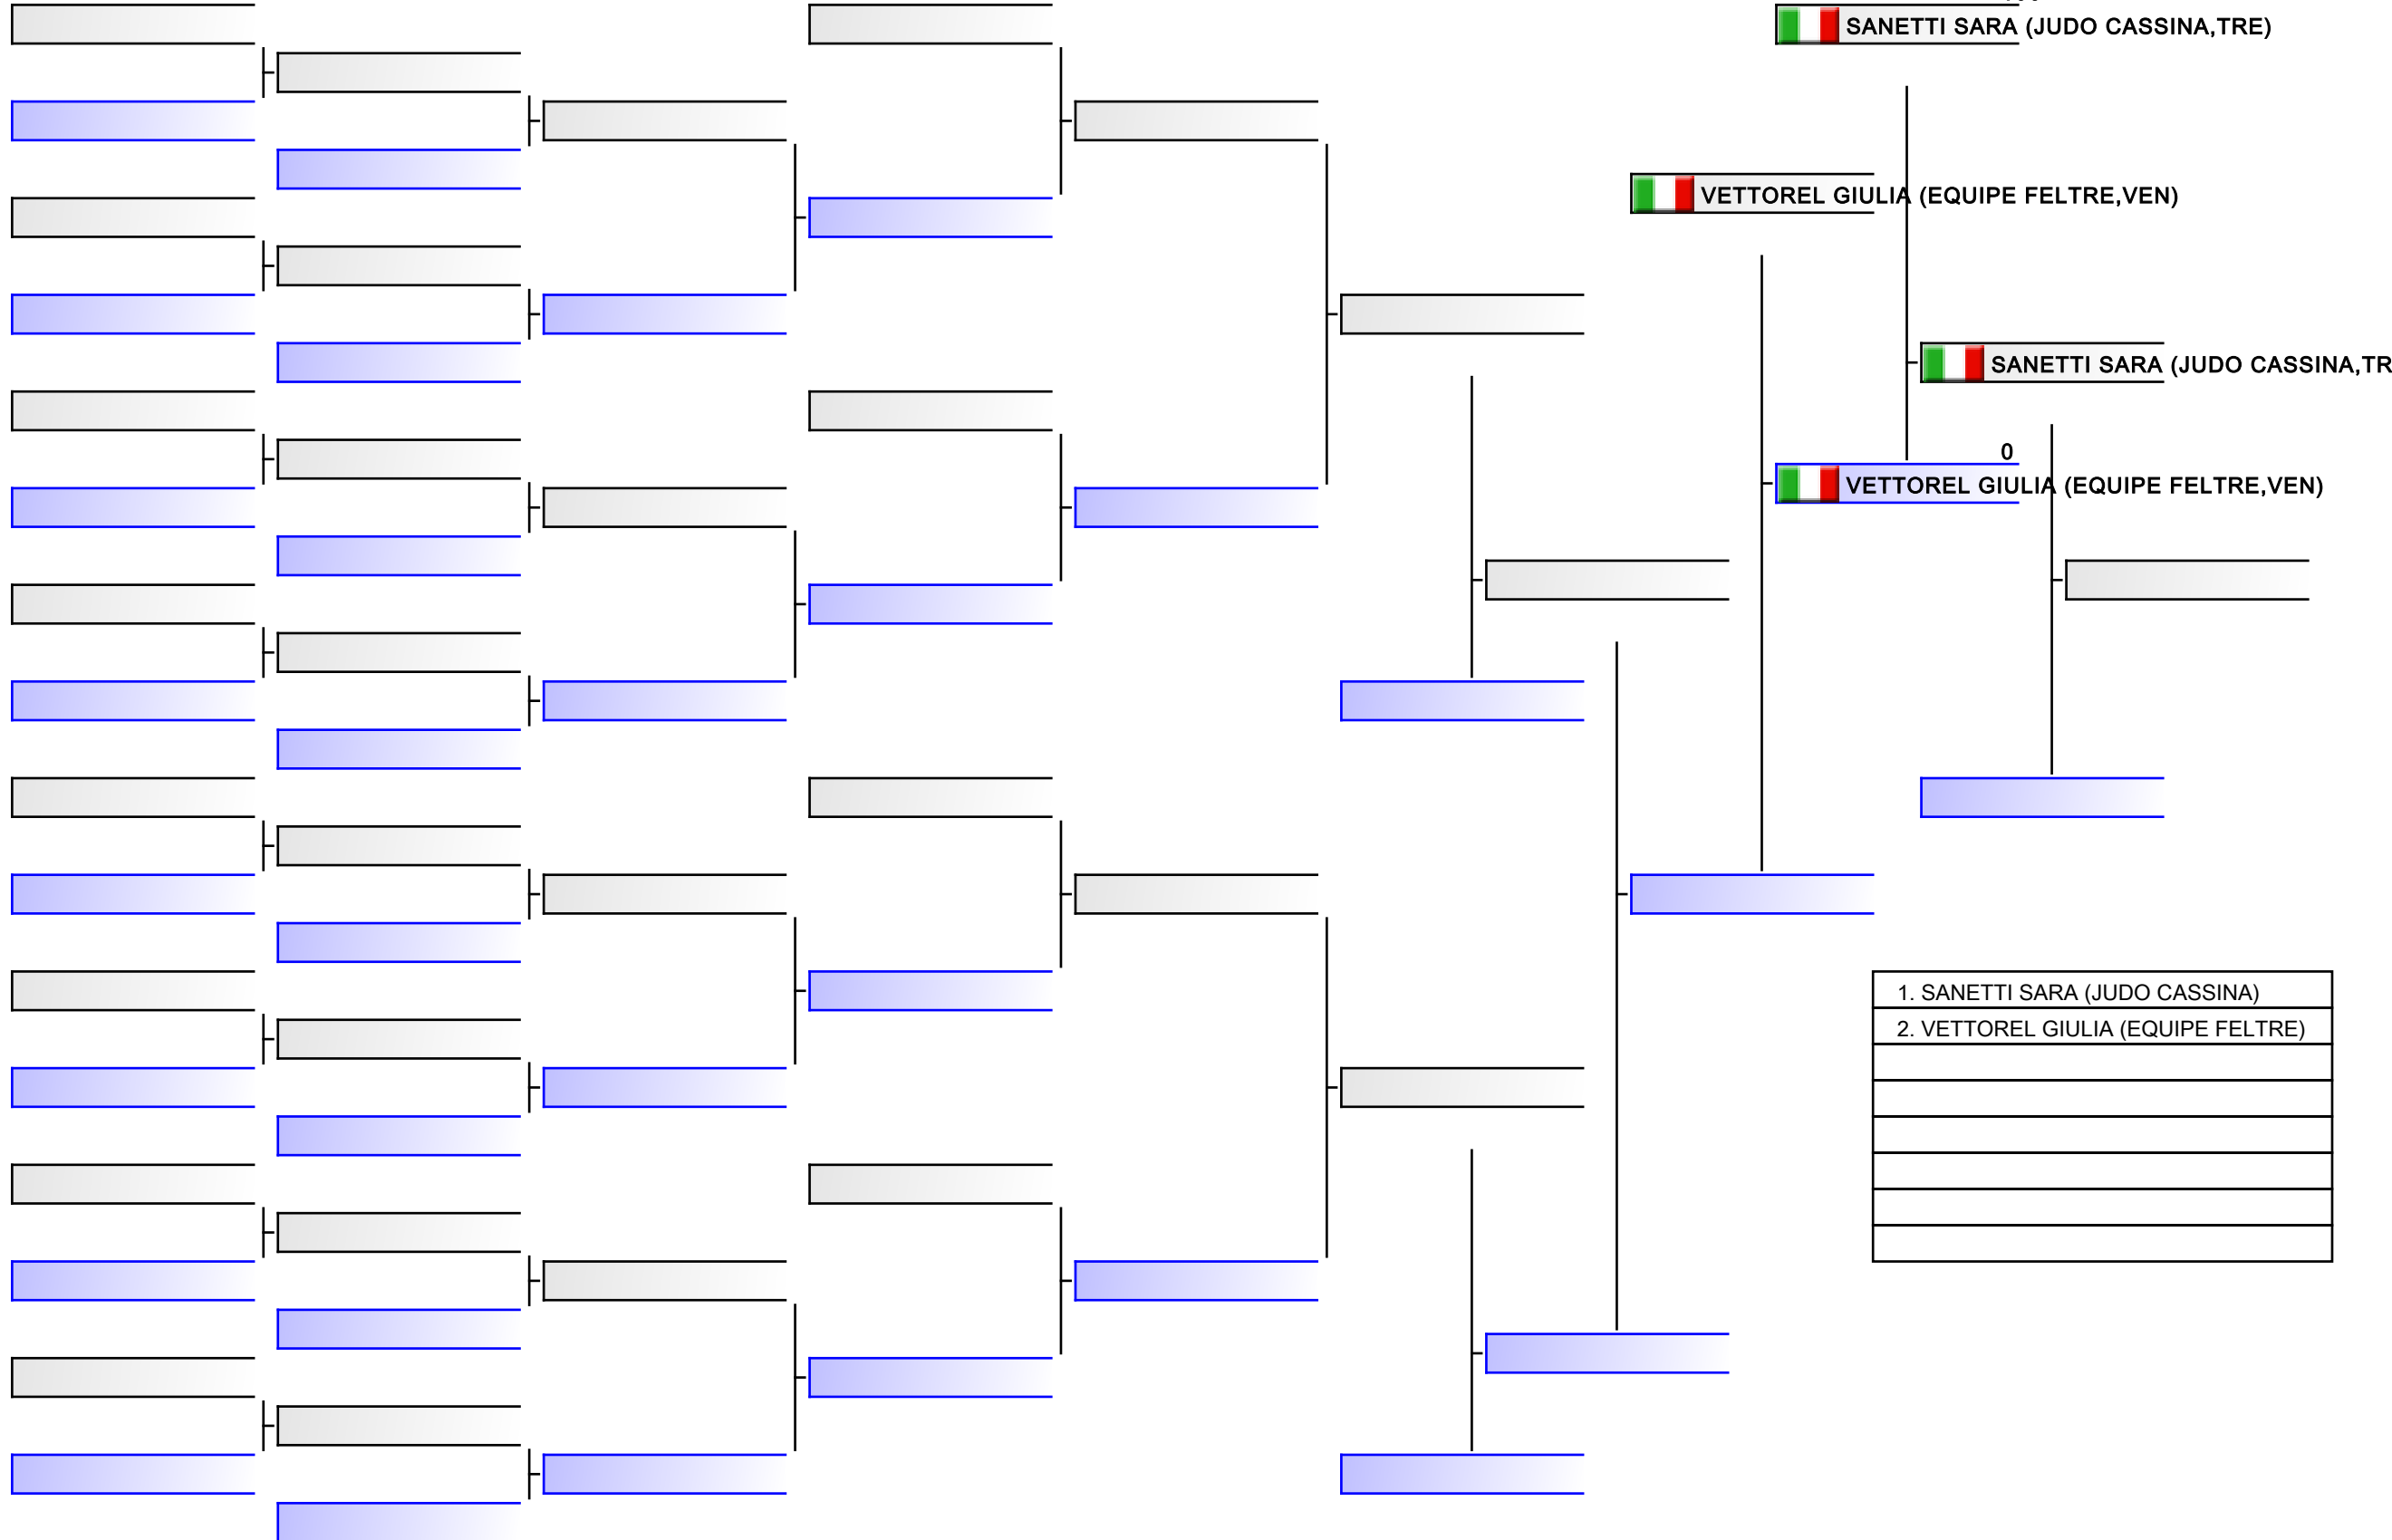 SANETTI SARA (JUDO CASSINA,TRE)
VETTOREL GIULIA (EQUIPE FELTRE,VEN)
SANETTI SARA (JUDO CASSINA,TR
0
VETTOREL GIULIA (EQUIPE FELTRE,VEN)
1. SANETTI SARA (JUDO CASSINA)
2. VETTOREL GIULIA (EQUIPE FELTRE)